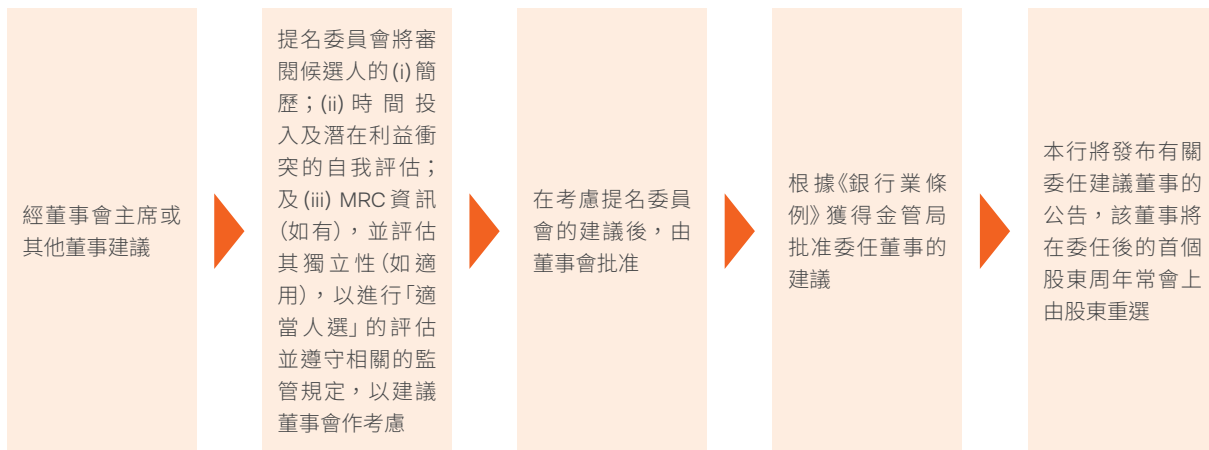 經董事會主席或
其他董事建議
提名委員會將審
閱候選人的(i)簡
歷；(ii)時間投
入及潛在利益衝
突的自我評估；
及(iii) MRC資訊
(如有)，並評估
其獨立性(如適
用)，以進行「適
當人選」的評估
並遵守相關的監
管規定，以建議
董事會作考慮
在考慮提名委員
會的建議後，由
董事會批准
根據《銀行業條
例》獲得金管局
批准委任董事的
建議
本行將發布有關
委任建議董事的
公告，該董事將
在委任後的首個
股東周年常會上
由股東重選